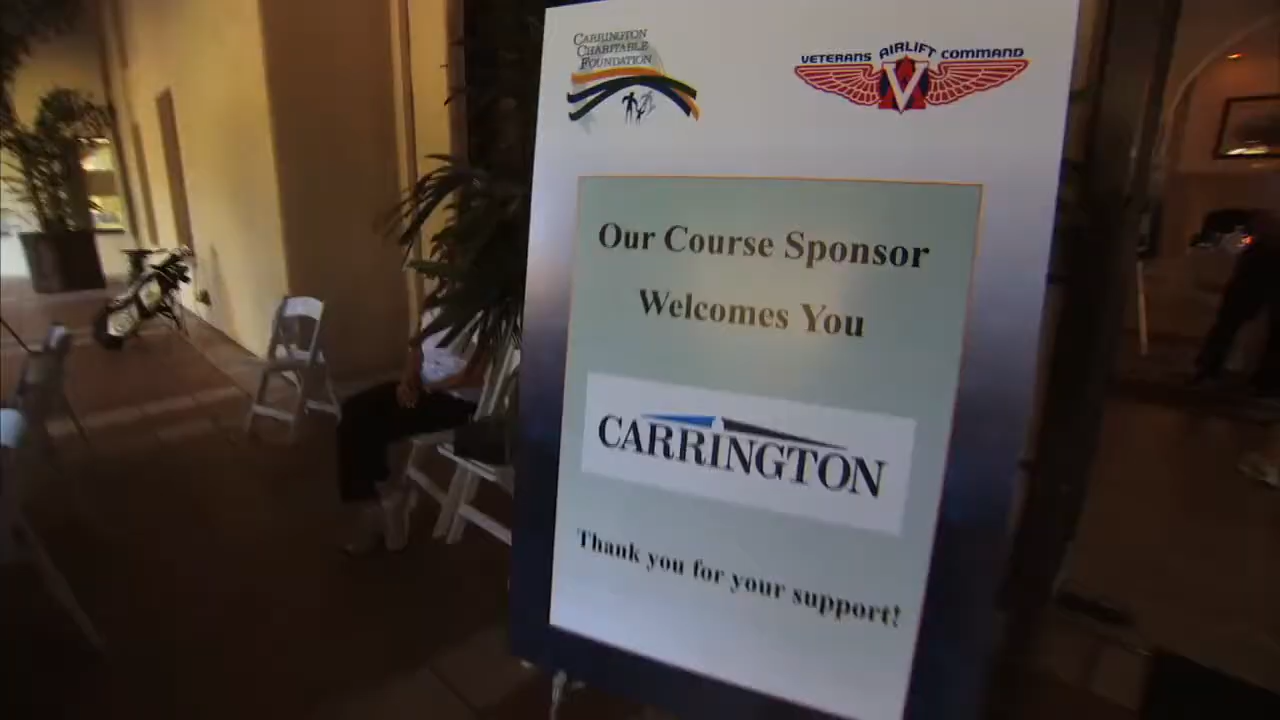 CARRINGTON
CHARITABLE
FOUNDATION
VETERANS AIRLIFT COMMAND
Our Course Sponsor
Welcomes You
CARRINGTON
Thank you for your support!